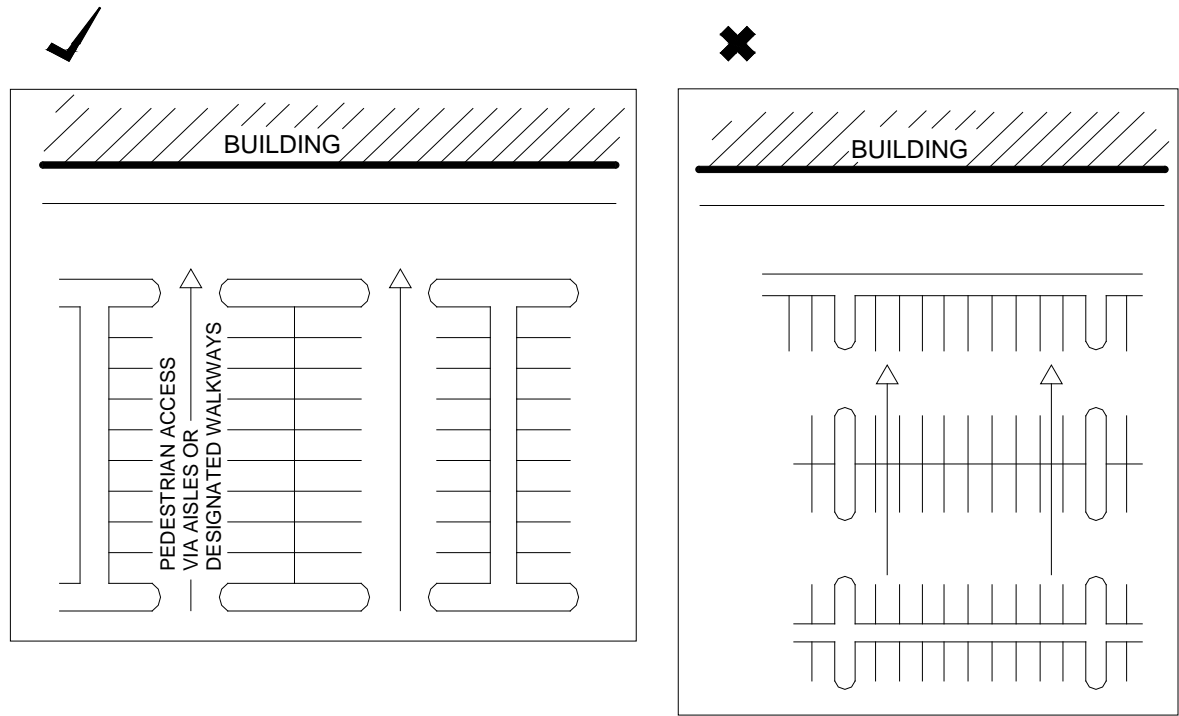 BUILDING
PEDESTRIAN ACCESS
VIA AISLES OR
DESIGNATED WALKWAYS
BUILDING